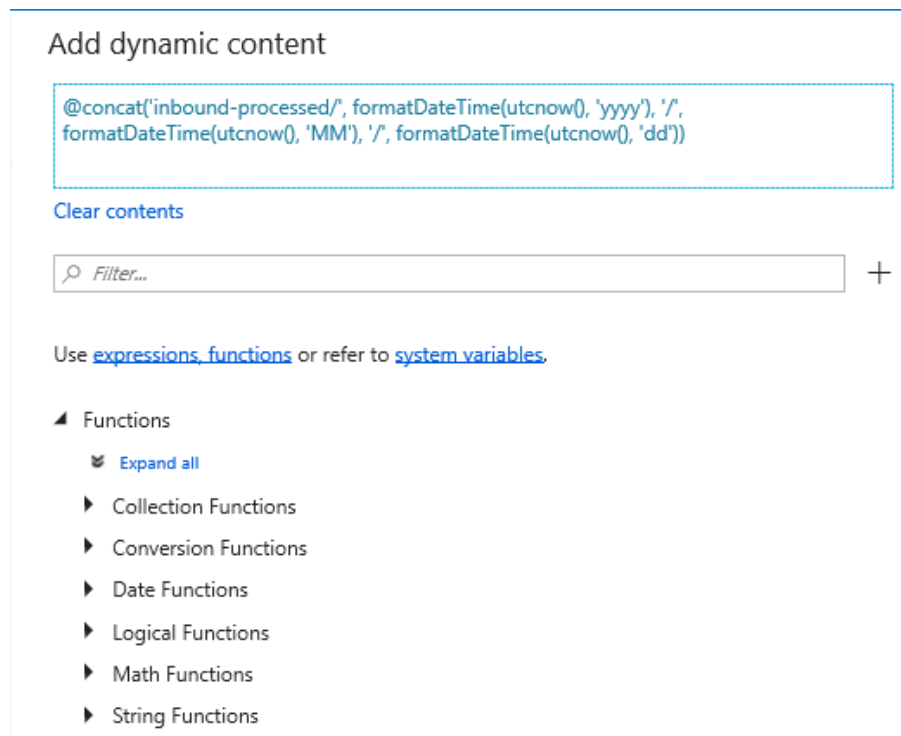 Add dynamic content
@concat('inbound-processed/', formatDateTime(utcnow(), 'yyyy'), '/',
formatDateTime(utcnow(), 'MM'), '/', formatDateTime(utcnow(), 'dd'))
Clear contents
Filter...
Use expressions, functions or refer to system variables.
Functions
Expand all
Collection Functions
Conversion Functions
Date Functions
Logical Functions
Math Functions
String Functions